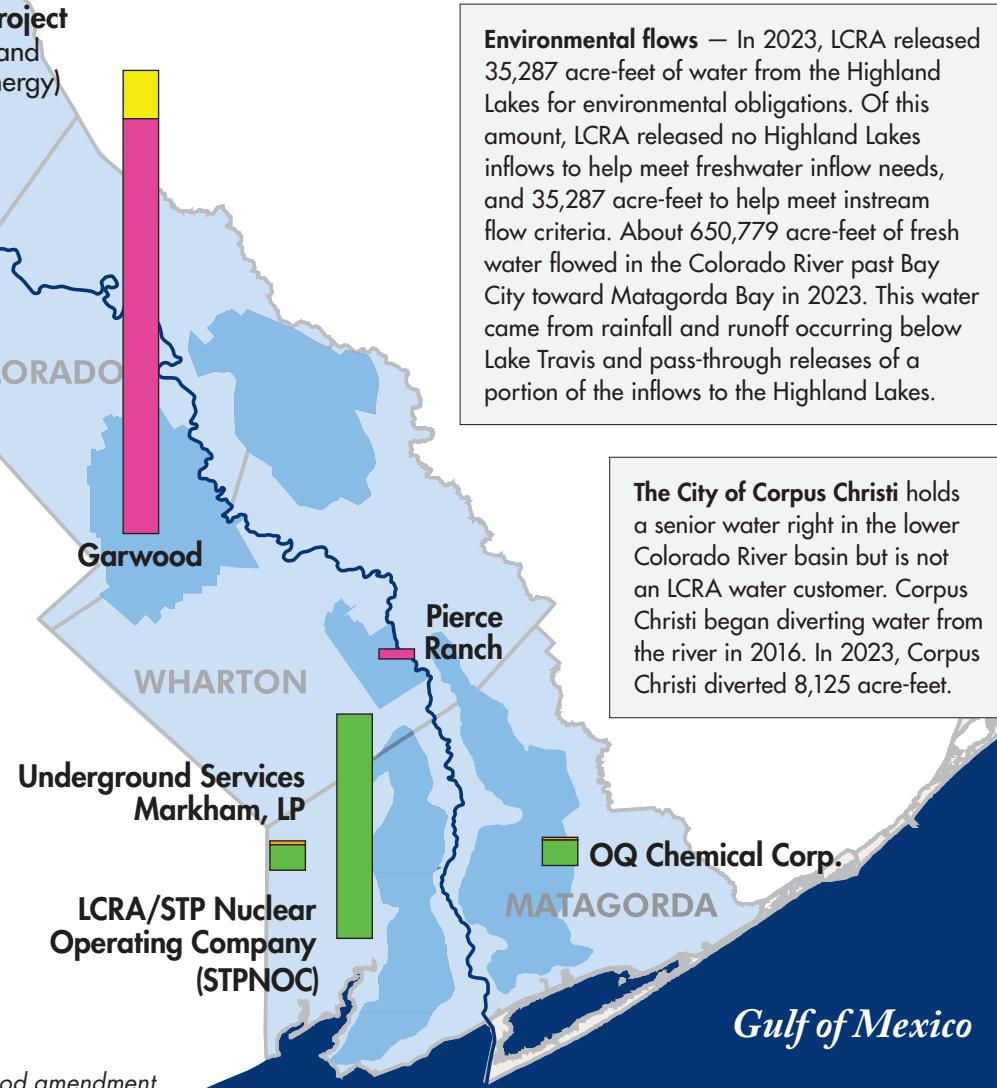 roject
and
nergy)
Environmental flows — In 2023, LCRA released
35,287 acre-feet of water from the Highland
Lakes for environmental obligations. Of this
amount, LCRA released no Highland Lakes
inflows to help meet freshwater inflow needs,
and 35,287 acre-feet to help meet instream
flow criteria. About 650,779 acre-feet of fresh
water flowed in the Colorado River past Bay
City toward Matagorda Bay in 2023. This water
came from rainfall and runoff occurring below
Lake Travis and pass-through releases of a
portion of the inflows to the Highland Lakes.
LORADO
Garwood
The City of Corpus Christi holds
a senior water right in the lower
Colorado River basin but is not
an LCRA water customer. Corpus
Christi began diverting water from
the river in 2016. In 2023, Corpus
Christi diverted 8,125 acre-feet.
Pierce
Ranch
WHARTON
Underground Services
Markham, LP
OQ Chemical Corp.
MATAGORDA
LCRA/STP Nuclear
Operating Company
(STPNOC)
Gulf of Mexico
od amendment